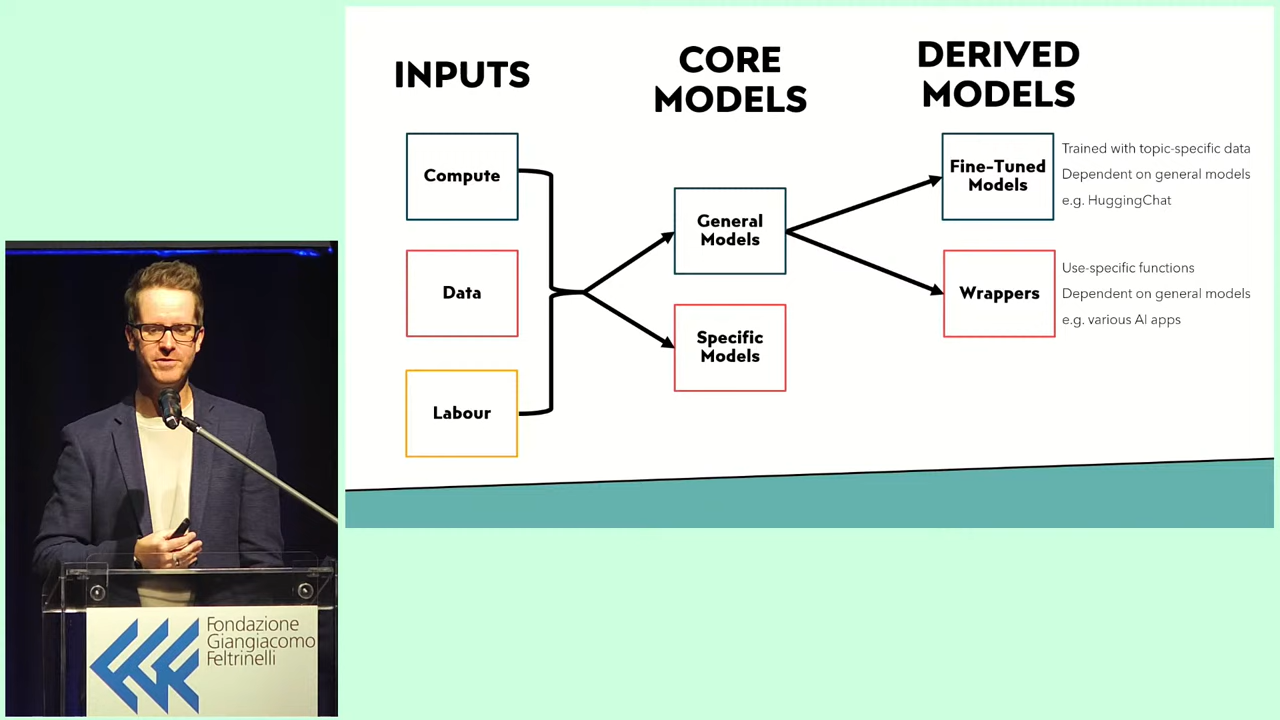 INPUTS
CORE
MODELS
DERIVED
MODELS
Compute
Data
Labour
General
Models
Specific
Models
Fine-Tuned
Models
Trained with topic-specific data
Dependent on general models
e.g. HuggingChat
Wrappers
Use-specific functions
Dependent on general models
e.g. various AI apps
Fondazione
Giangiacomo
Feltrinelli